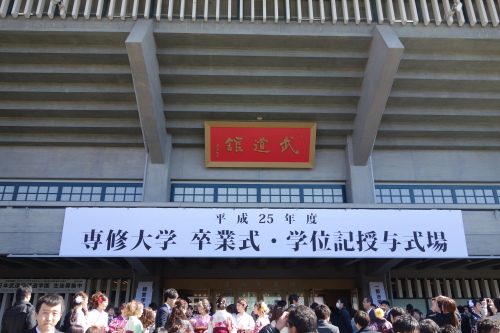 武道館
平成25年度
専修大学 卒業式・学位記授与式場